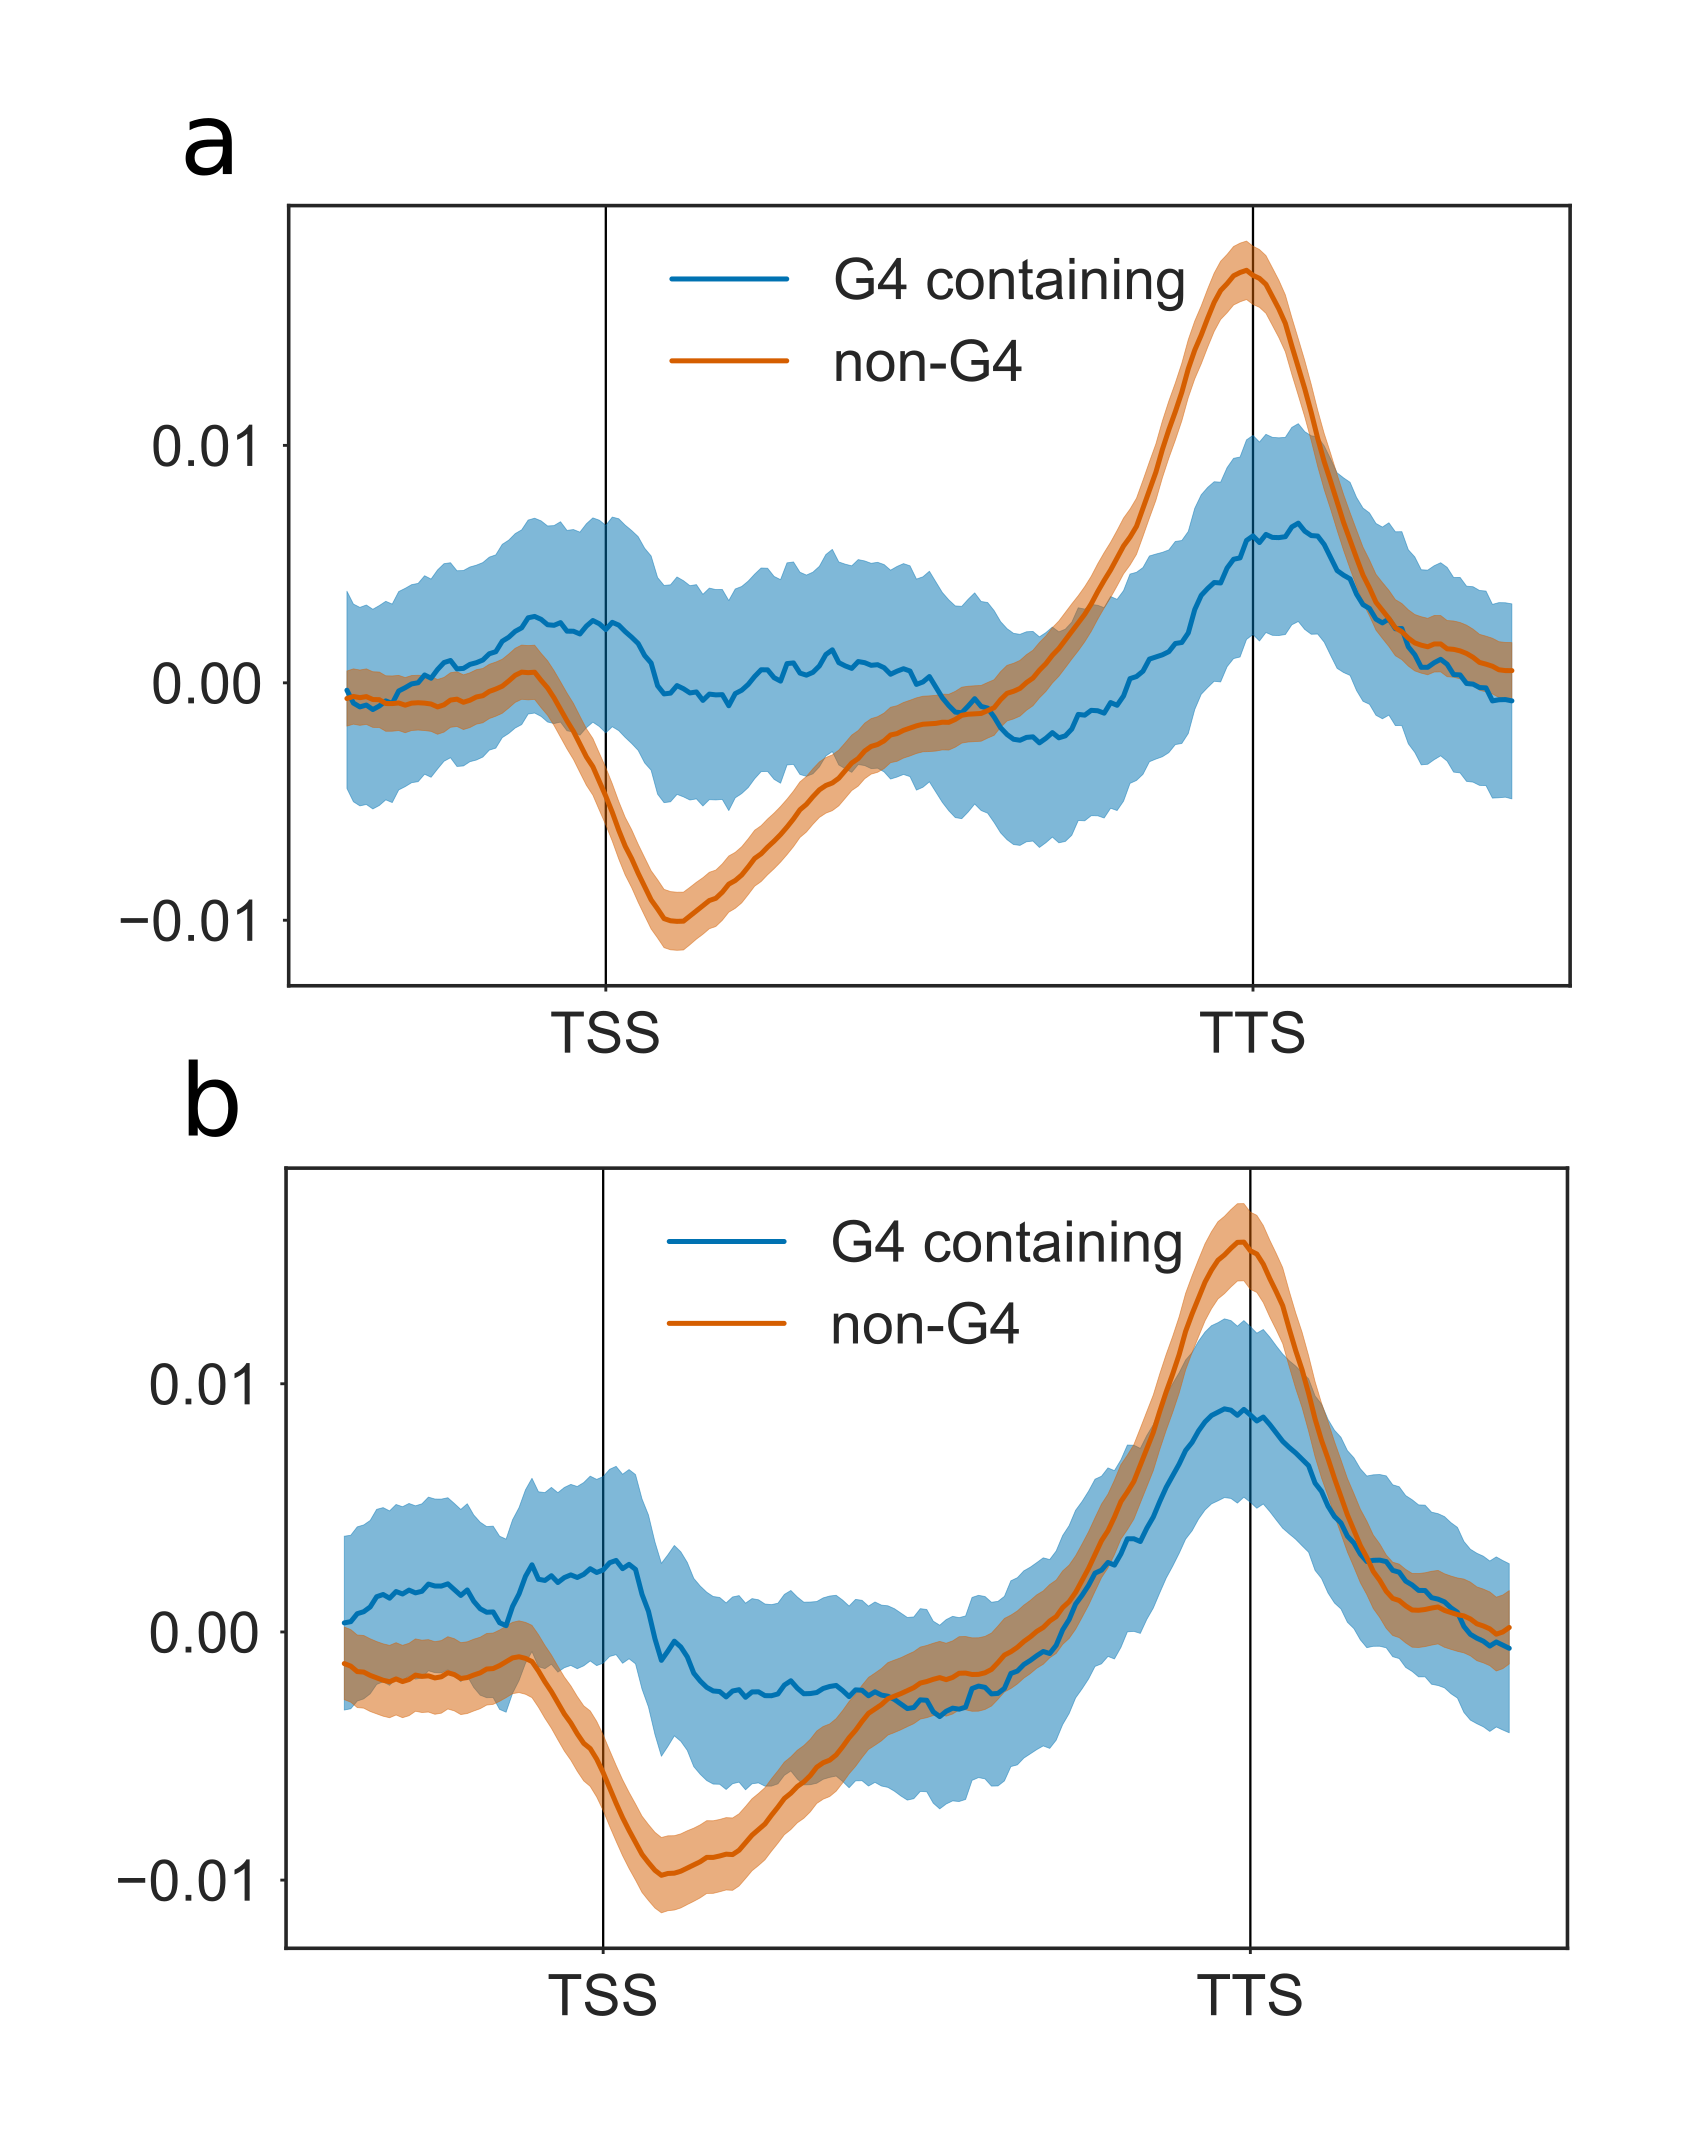 a
G4 containing
non-G4
0.01
0.00
−0.01
TSS TTS
b
G4 containing
non-G4
0.01
0.00
−0.01
TSS TTS